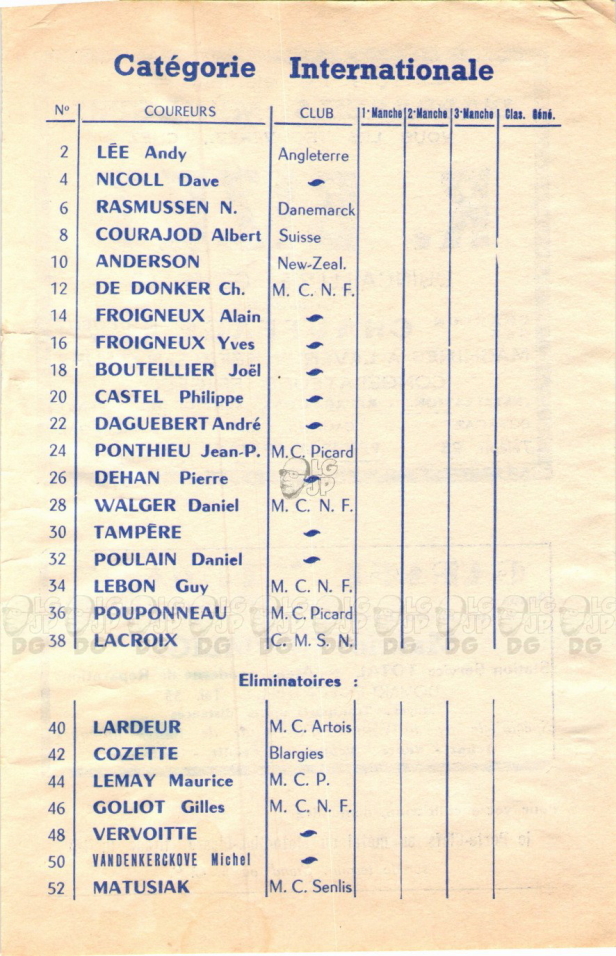 Catégorie Internationale
Nº COUREURS CLUB 1e Manche 2e Manche 3e Manche Clas. Géné.
2 LÉE Andy Angleterre
4 NICOLL Dave
6 RASMUSSEN N. Danemarck
8 COURAJOD Albert Suisse
10 ANDERSON New-Zeal.
12 DE DONKER Ch. M. C. N. F.
14 FROIGNEUX Alain
16 FROIGNEUX Yves
18 BOUTEILLIER Joël
20 CASTEL Philippe
22 DAGUEBERT André
24 PONTHIEU Jean-P. M.C. Picard
26 DEHAN Pierre
28 WALGER Daniel M. C. N. F.
30 TAMPÈRE
32 POULAIN Daniel
34 LEBON Guy M. C. N. F.
36 POUPONNEAU M.C. Picard
38 LACROIX C. M. S. N.
Eliminatoires :
40 LARDEUR M. C. Artois
42 COZETTE Blargies
44 LEMAY Maurice M. C. P.
46 GOLIOT Gilles M. C. N. F.
48 VERVOITTE
50 VANDENKERCKOVE Michel
52 MATUSIAK M. C. Senlis